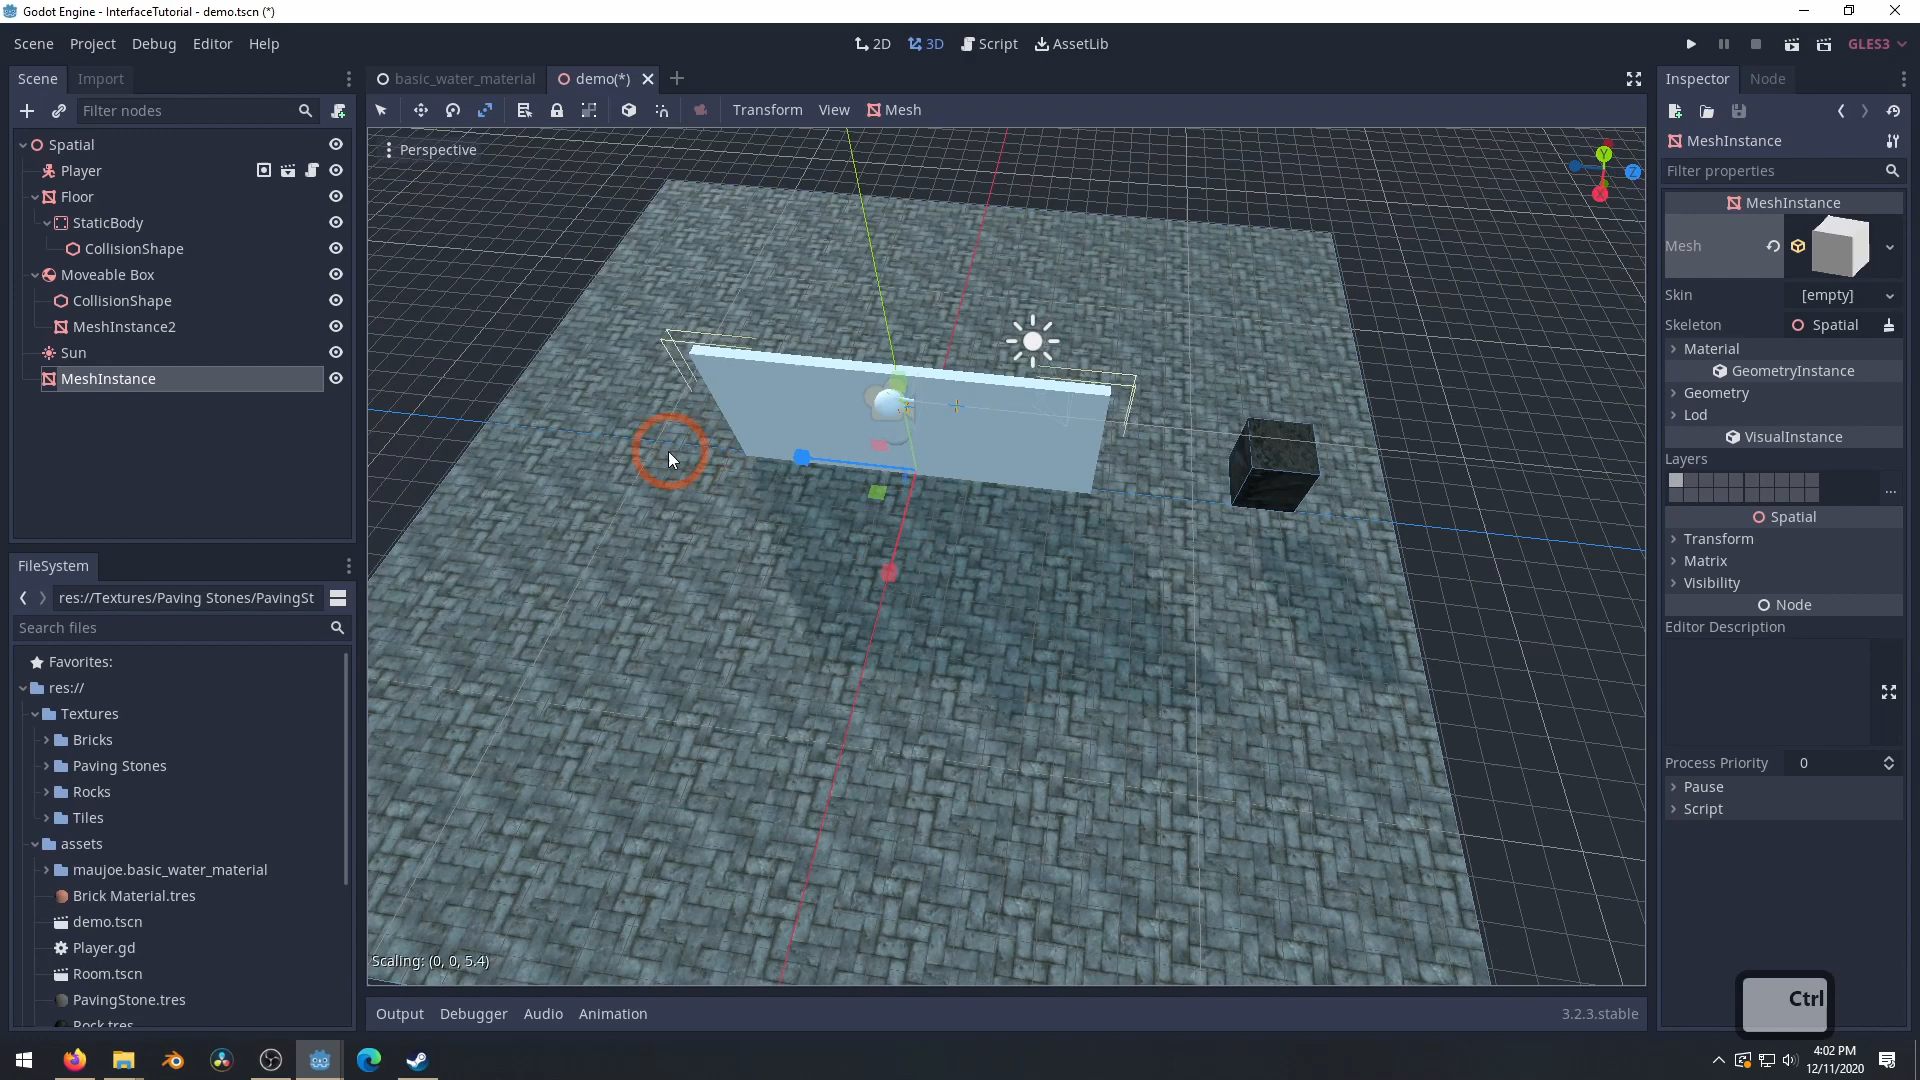 Godot Engine - InterfaceTutorial - demo.tscn (*)
Scene Project Debug Editor Help
2D 3D Script AssetLib
GLES3
Scene Import
basic_water_material demo(*)
Inspector Node
Filter nodes
Transform View Mesh
Perspective
Spatial
Player
Floor
StaticBody
CollisionShape
Moveable Box
CollisionShape
MeshInstance2
Sun
MeshInstance
Y
Z
X
MeshInstance
Filter properties
MeshInstance
Mesh
Skin [empty]
Skeleton Spatial
Material
GeometryInstance
Geometry
Lod
VisualInstance
Layers
...
Spatial
Transform
Matrix
Visibility
Node
Editor Description
Process Priority 0
Pause
Script
FileSystem
res://Textures/Paving Stones/PavingSt
Search files
Favorites:
res://
Textures
Bricks
Paving Stones
Rocks
Tiles
assets
maujoe.basic_water_material
Brick Material.tres
demo.tscn
Player.gd
Room.tscn
PavingStone.tres
Rock.tres
Scaling: (0, 0, 5.4)
Output Debugger Audio Animation
3.2.3.stable
Ctrl
4:02 PM
12/11/2020